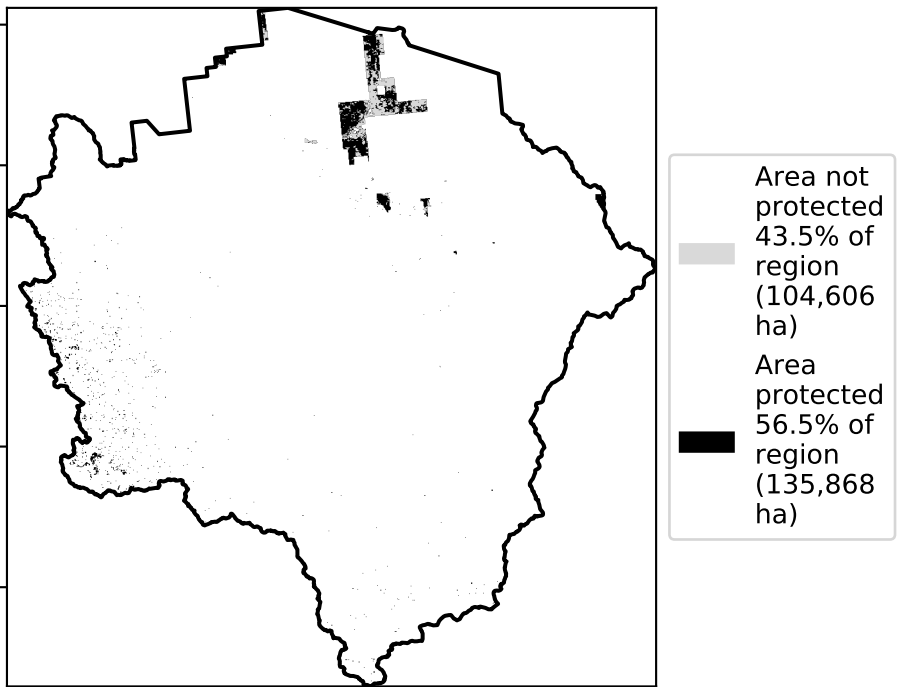 Area not
protected
43.5% of
region
(104,606
ha)
Area
protected
56.5% of
region
(135,868
ha)